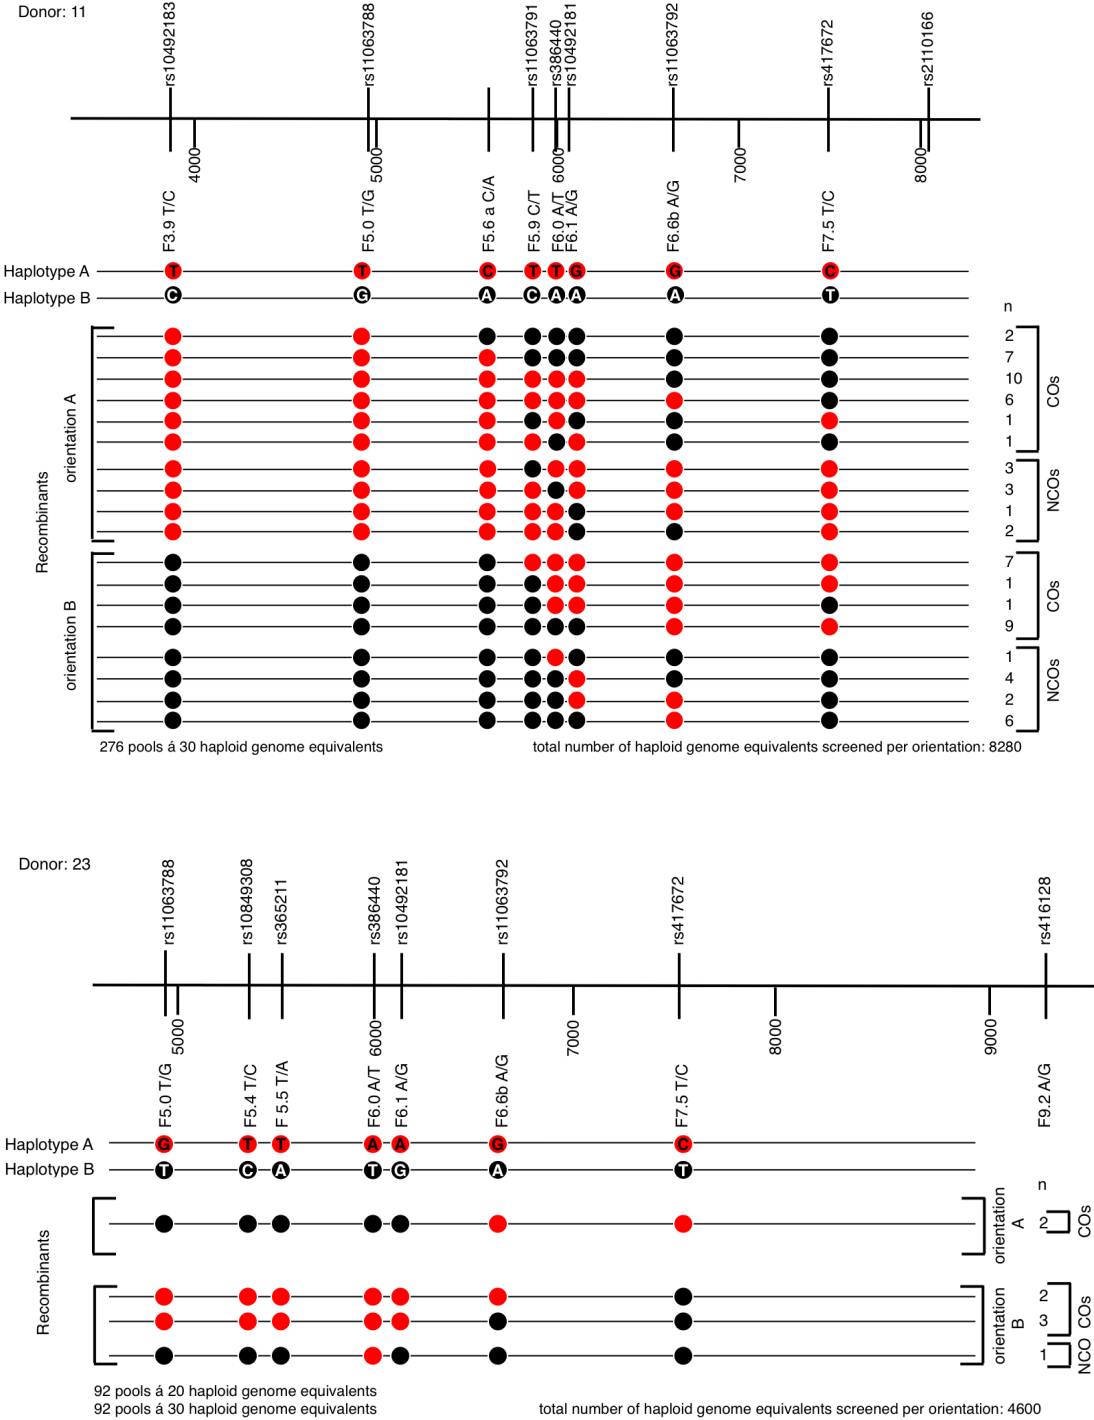 Donor: 11
rs10492183 rs11063788 rs11063791 rs386440 rs10492181 rs11063792 rs417672 rs2110166
4000 5000 6000 7000 8000
F3.9 T/C F5.0 T/G F5.6 a C/A F5.9 C/T F6.0 A/T F6.1 A/G F6.6b A/G F7.5 T/C
Haplotype A T T C T T G G C
Haplotype B C G A C A A A T
n
Recombinants
orientation A
2
7
10
6
1
1
COs
3
3
1
2
NCOs
orientation B
7
1
1
9
COs
1
4
2
6
NCOs
276 pools á 30 haploid genome equivalents total number of haploid genome equivalents screened per orientation: 8280
Donor: 23
rs11063788 rs10849308 rs365211 rs386440 rs10492181 rs11063792 rs417672 rs416128
5000 6000 7000 8000 9000
F5.0 T/G F5.4 T/C F 5.5 T/A F6.0 A/T F6.1 A/G F6.6b A/G F7.5 T/C F9.2 A/G
Haplotype A G T T A A G C
Haplotype B T C A T G A T
n
Recombinants
orientation A
2
COs
orientation B
2
3
COs
1
NCO
92 pools á 20 haploid genome equivalents
92 pools á 30 haploid genome equivalents total number of haploid genome equivalents screened per orientation: 4600